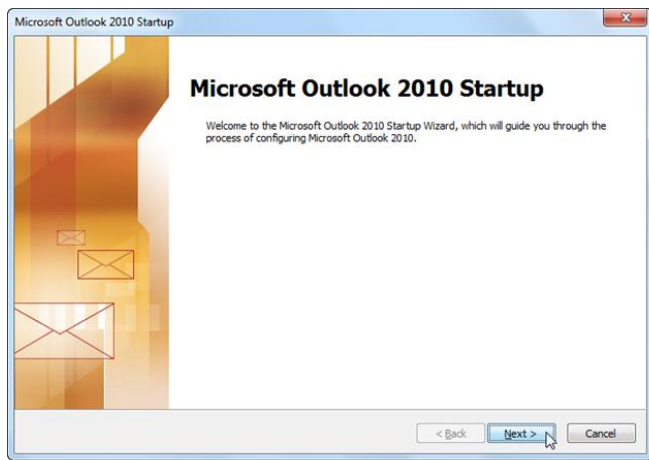 Microsoft Outlook 2010 Startup
Microsoft Outlook 2010 Startup
Welcome to the Microsoft Outlook 2010 Startup Wizard, which will guide you through the
process of configuring Microsoft Outlook 2010.
< Back Next > Cancel